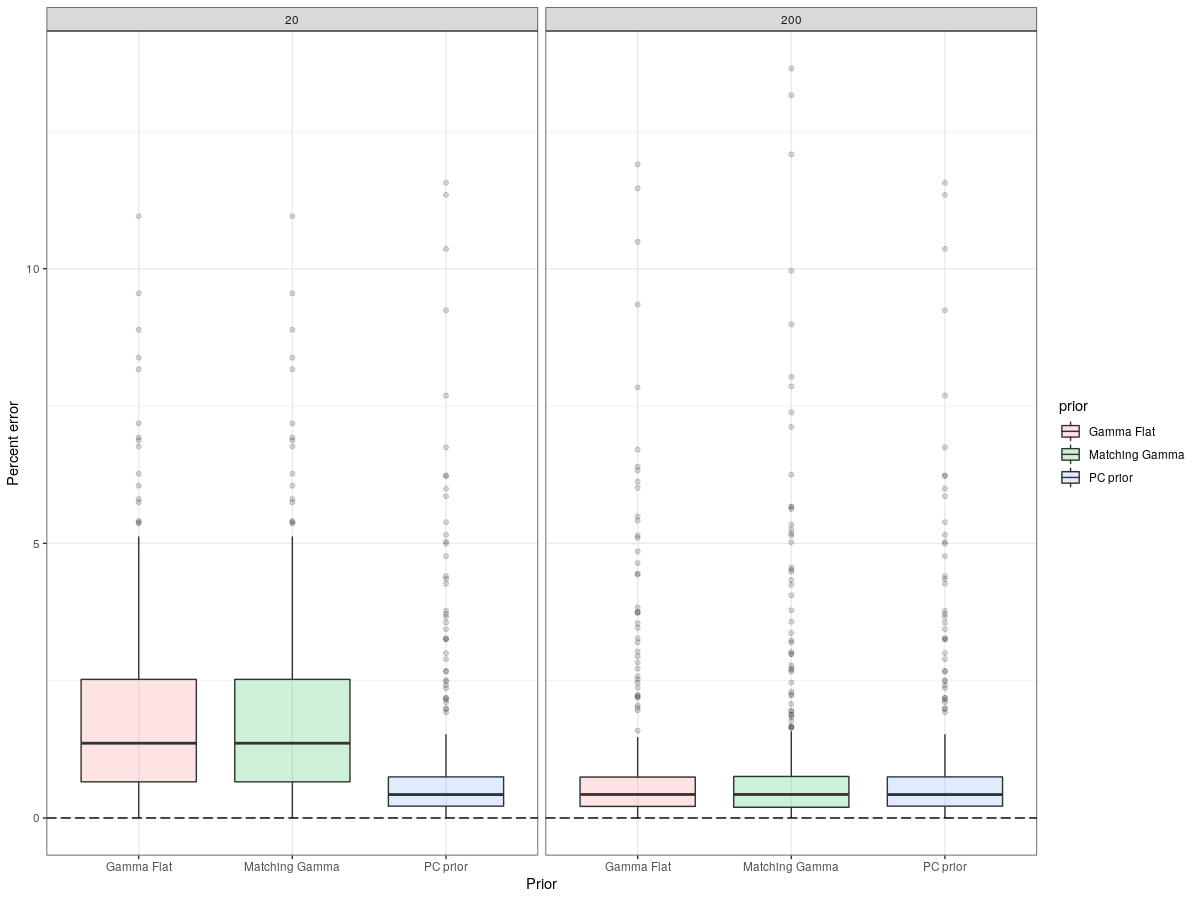 20
200
Percent error
10
5
0
Gamma Flat
Matching Gamma
PC prior
Gamma Flat
Matching Gamma
PC prior
Prior
prior
Gamma Flat
Matching Gamma
PC prior